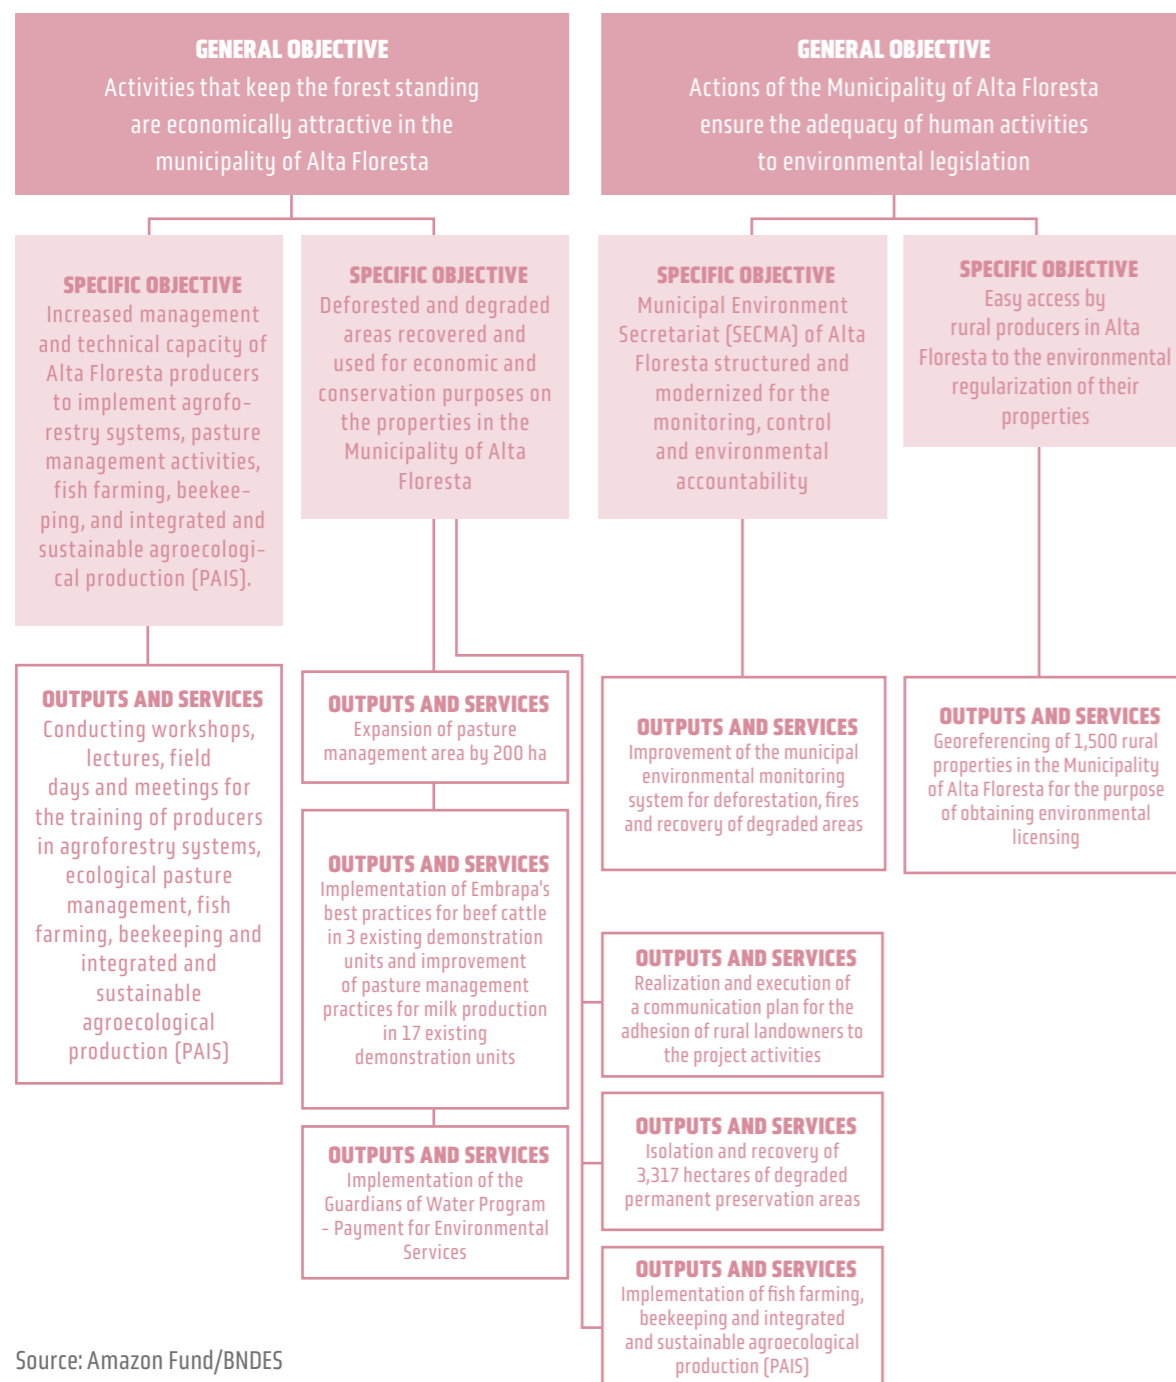 GENERAL OBJECTIVE
Activities that keep the forest standing
are economically attractive in the
municipality of Alta Floresta
GENERAL OBJECTIVE
Actions of the Municipality of Alta Floresta
ensure the adequacy of human activities
to environmental legislation
SPECIFIC OBJECTIVE
Increased management
and technical capacity of
Alta Floresta producers
to implement agrofo-
restry systems, pasture
management activities,
fish farming, beekee-
ping, and integrated and
sustainable agroecologi-
cal production (PAIS).
SPECIFIC OBJECTIVE
Deforested and degraded
areas recovered and
used for economic and
conservation purposes on
the properties in the
Municipality of Alta
Floresta
SPECIFIC OBJECTIVE
Municipal Environment
Secretariat (SECMA) of Alta
Floresta structured and
modernized for the
monitoring, control
and environmental
accountability
SPECIFIC OBJECTIVE
Easy access by
rural producers in Alta
Floresta to the environmental
regularization of their
properties
OUTPUTS AND SERVICES
Conducting workshops,
lectures, field
days and meetings for
the training of producers
in agroforestry systems,
ecological pasture
management, fish
farming, beekeeping and
integrated and
sustainable
agroecological
production (PAIS)
OUTPUTS AND SERVICES
Expansion of pasture
management area by 200 ha
OUTPUTS AND SERVICES
Implementation of Embrapa's
best practices for beef cattle
in 3 existing demonstration
units and improvement
of pasture management
practices for milk production
in 17 existing
demonstration units
OUTPUTS AND SERVICES
Implementation of the
Guardians of Water Program
- Payment for Environmental
Services
OUTPUTS AND SERVICES
Improvement of the municipal
environmental monitoring
system for deforestation, fires
and recovery of degraded areas
OUTPUTS AND SERVICES
Georeferencing of 1,500 rural
properties in the Municipality
of Alta Floresta for the purpose
of obtaining environmental
licensing
OUTPUTS AND SERVICES
Realization and execution of
a communication plan for the
adhesion of rural landowners to
the project activities
OUTPUTS AND SERVICES
Isolation and recovery of
3,317 hectares of degraded
permanent preservation areas
OUTPUTS AND SERVICES
Implementation of fish farming,
beekeeping and integrated
and sustainable agroecological
production (PAIS)
Source: Amazon Fund/BNDES